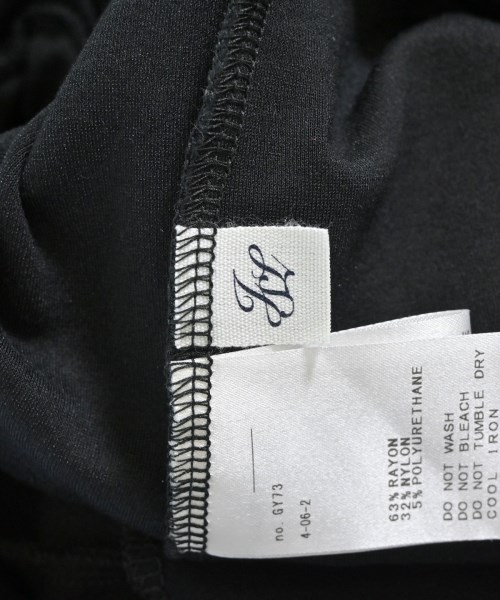 no. GY73
4-06-2
63% RAYON
32% NYLON
5% POLYURETHANE
DO NOT WASH
DO NOT BLEACH
DO NOT TUMBLE DRY
COOL IRON